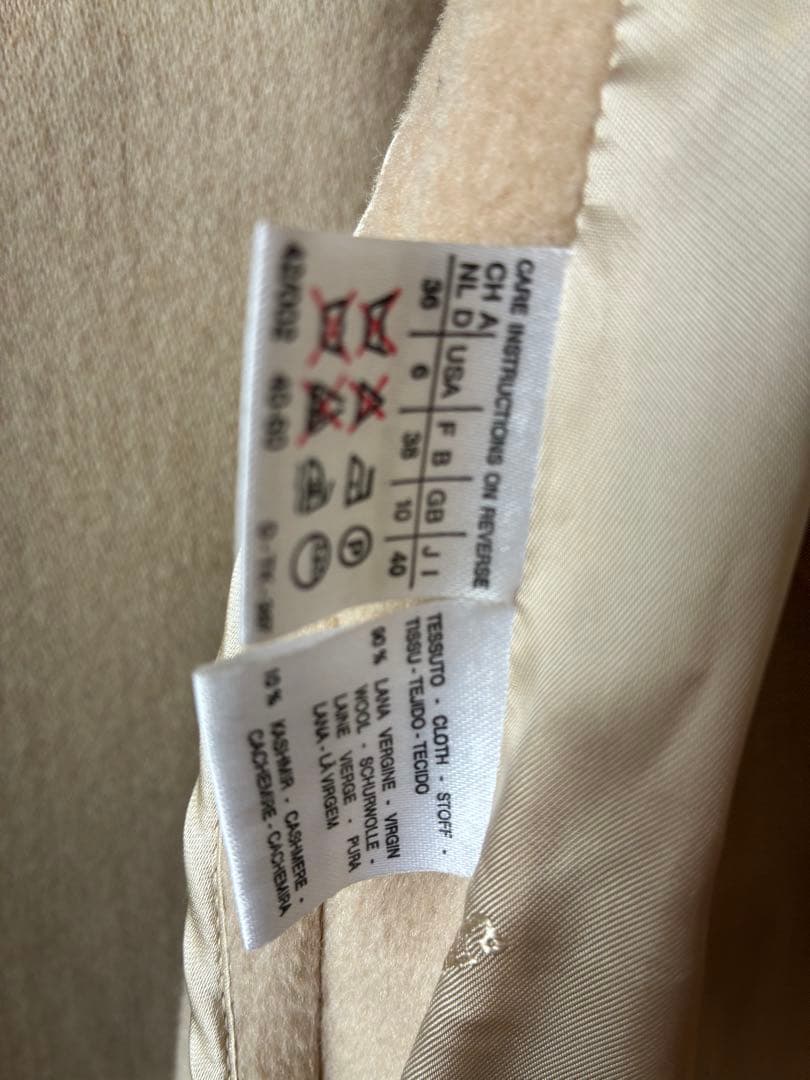 CARE INSTRUCTIONS ON REVERSE
CH A
NL D USA F B GB J I
36 6 38 10 40
P
TESSUTO - CLOTH - STOFF -
TISSU - TEJIDO - TECIDO
90 % LANA VERGINE - VIRGIN
WOOL - SCHURWOLLE -
LAINE VIERGE - PURA
LANA - LÀ VIRGEM
10 % KASHMIR - CASHMERE -
CACHEMIRE - CACHEMIRA